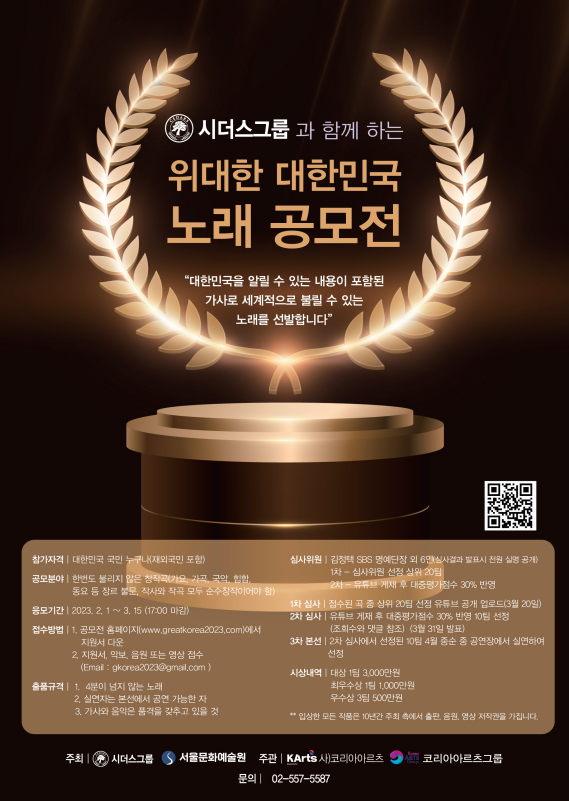 시더스그룹 과 함께 하는
위대한 대한민국
노래 공모전
“대한민국을 알릴 수 있는 내용이 포함된
가사로 세계적으로 불릴 수 있는
노래를 선발합니다”
참가자격 | 대한민국 국민 누구나(재외국민 포함)
공모분야 | 한번도 불리지 않은 창작곡(가요, 가곡, 국악, 힙합,
동요 등 장르 불문, 작사와 작곡 모두 순수창작이어야 함)
응모기간 | 2023, 2. 1 ~ 3, 15 (17:00 마감)
접수방법 | 1. 공모전 홈페이지(www.greatkorea2023.com)에서
지원서 다운
2. 지원서, 악보, 음원 또는 영상 접수
(Email : gkorea2023@gmail.com )
출품규격 | 1. 4분이 넘지 않는 노래
2. 실연자는 본선에서 공연 가능한 자
3. 가사와 음악은 품격을 갖추고 있을 것
심사위원 | 김정택 SBS 명예단장 외 6인(심사결과 발표시 전원 실명 공개)
1차 – 심사위원 선정 상위 20팀
2차 – 유튜브 게재 후 대중평가점수 30% 반영
1차 심사 | 접수된 곡 중 상위 20팀 선정 유튜브 공개 업로드(3월 20일)
2차 심사 | 유튜브 게재 후 대중평가점수 30% 반영 10팀 선정
(조회수와 댓글 참조) (3월 31일 발표)
3차 본선 | 2차 심사에서 선정된 10팀 4월 중순 중 공연장에서 실연하여
선정
시상내역 | 대상 1팀 3,000만원
최우수상 1팀 1,000만원
우수상 3팀 500만원
** 입상한 모든 작품은 10년간 주최 측에서 출판, 음원, 영상 저작권을 가집니다.
주최 | 시더스그룹 서울문화예술원 주관 | KArts 사)코리아아르츠 코리아아르츠그룹
문의 | 02-557-5587